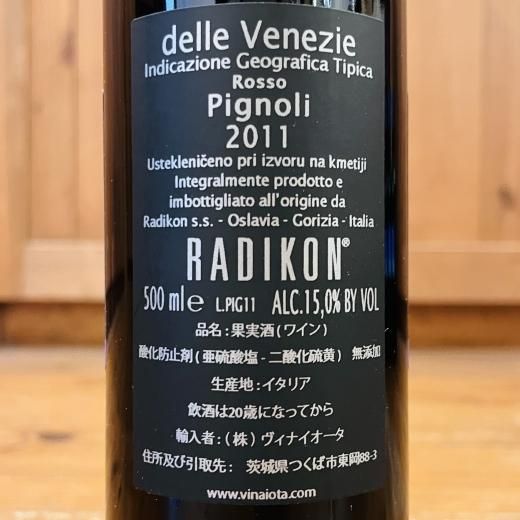 delle Venezie
Indicazione Geografica Tipica
Rosso
Pignoli
2011
Ustekleničeno pri izvoru na kmetiji
Integralmente prodotto e
imbottigliato all'origine da
Radikon s.s. - Oslavia - Gorizia - Italia
RADIKON®
500 ml e L.PIG11 ALC.15,0% BY VOL
品名：果実酒(ワイン)
酸化防止剤(亜硫酸塩-二酸化硫黄) 無添加
生産地：イタリア
飲酒は20歳になってから
輸入者：(株)ヴィナイオータ
住所及び引取先： 茨城県つくば市東岡88-3
www.vinaiota.com